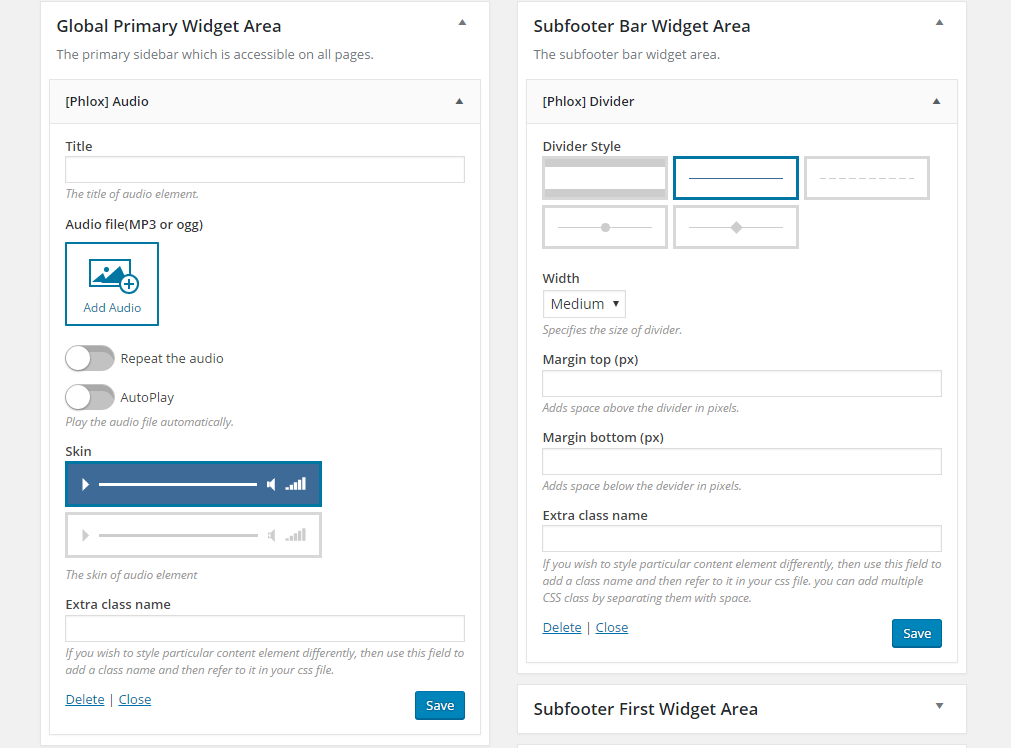 Global Primary Widget Area
The primary sidebar which is accessible on all pages.
[Phlox] Audio
Title
The title of audio element.
Audio file(MP3 or ogg)
Add Audio
Repeat the audio
AutoPlay
Play the audio file automatically.
Skin
The skin of audio element
Extra class name
If you wish to style particular content element differently, then use this field to
add a class name and then refer to it in your css file.
Delete | Close
Save
Subfooter Bar Widget Area
The subfooter bar widget area.
[Phlox] Divider
Divider Style
Width
Medium
Specifies the size of divider.
Margin top (px)
Adds space above the divider in pixels.
Margin bottom (px)
Adds space below the devider in pixels.
Extra class name
If you wish to style particular content element differently, then use this field to
add a class name and then refer to it in your css file. you can add multiple
CSS class by separating them with space.
Delete | Close
Save
Subfooter First Widget Area